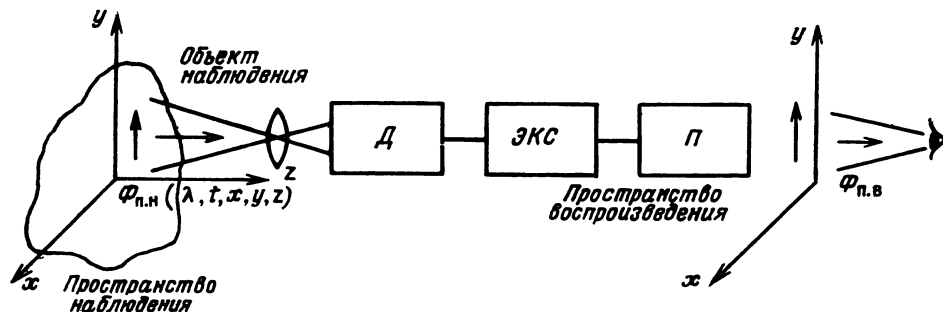 y
Объект
наблюдения
y
Д
ЭКС
П
z
Φп.н (λ, t, x, y, z)
Пространство
воспроизведения
Φп.в
x
Пространство
наблюдения
x